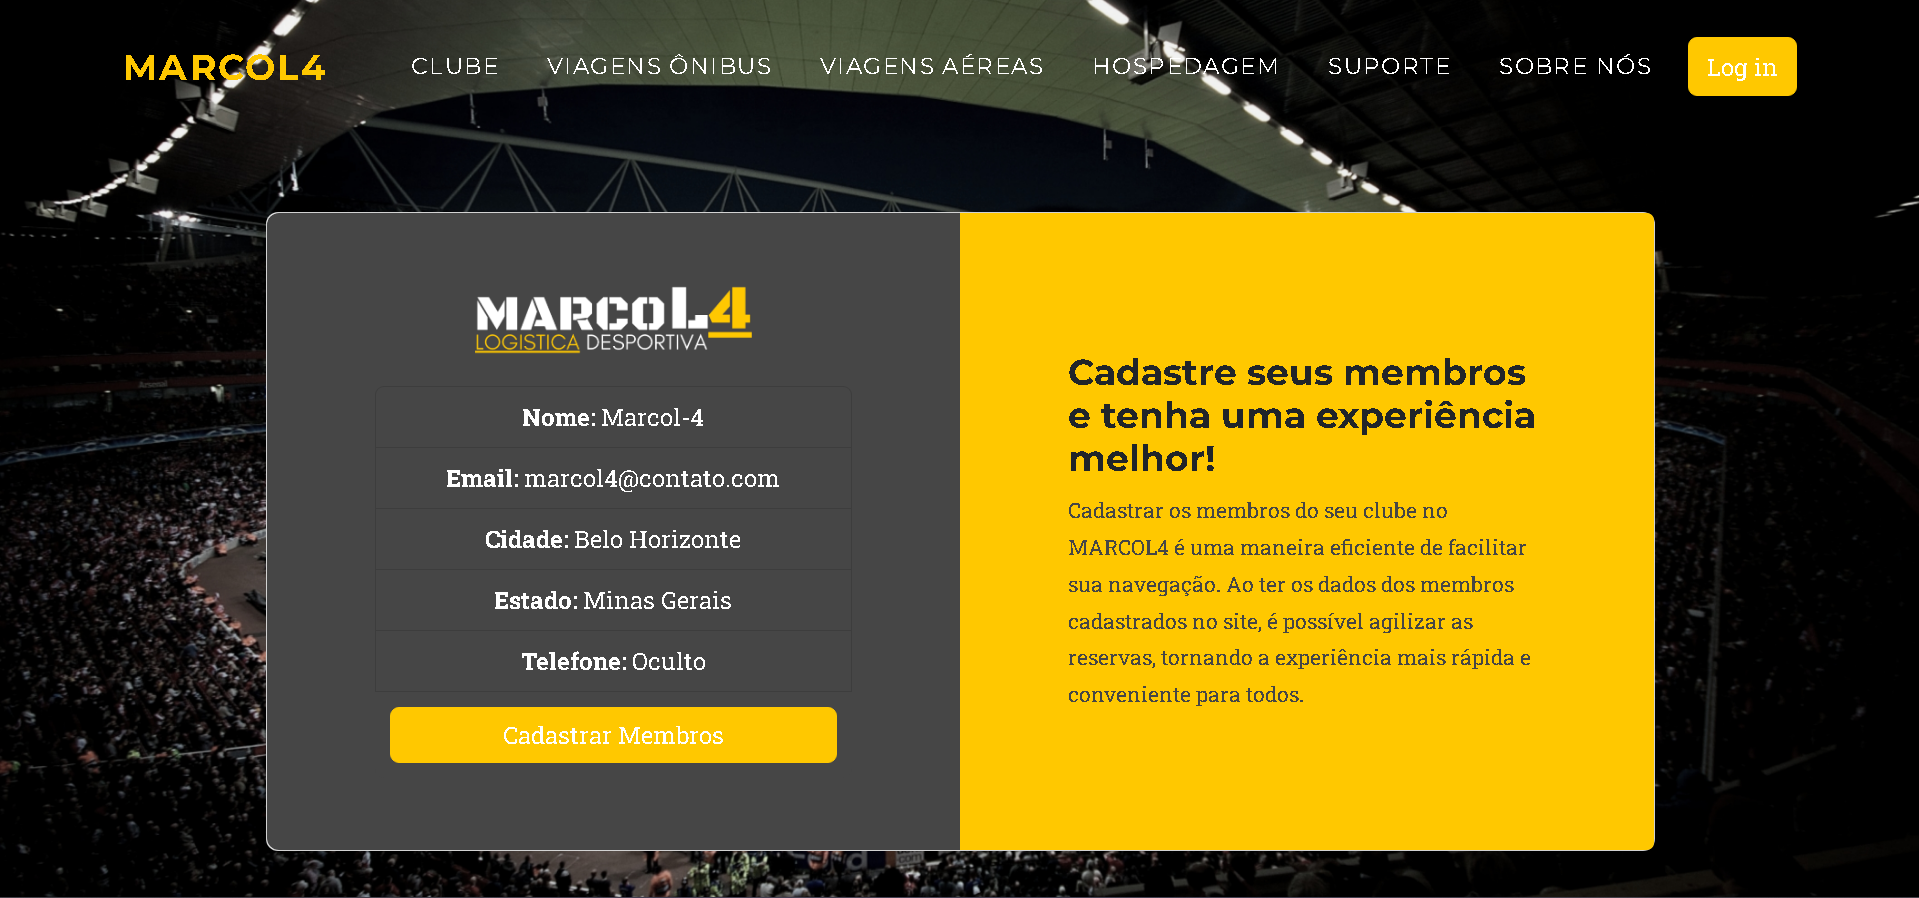 MARCOL4
CLUBE
VIAGENS ÔNIBUS
VIAGENS AÉREAS
HOSPEDAGEM
SUPORTE
SOBRE NÓS
Log in
MARCOL4
LOGISTICA DESPORTIVA
Nome: Marcol-4
Email: marcol4@contato.com
Cidade: Belo Horizonte
Estado: Minas Gerais
Telefone: Oculto
Cadastrar Membros
Cadastre seus membros
e tenha uma experiência
melhor!
Cadastrar os membros do seu clube no
MARCOL4 é uma maneira eficiente de facilitar
sua navegação. Ao ter os dados dos membros
cadastrados no site, é possível agilizar as
reservas, tornando a experiência mais rápida e
conveniente para todos.